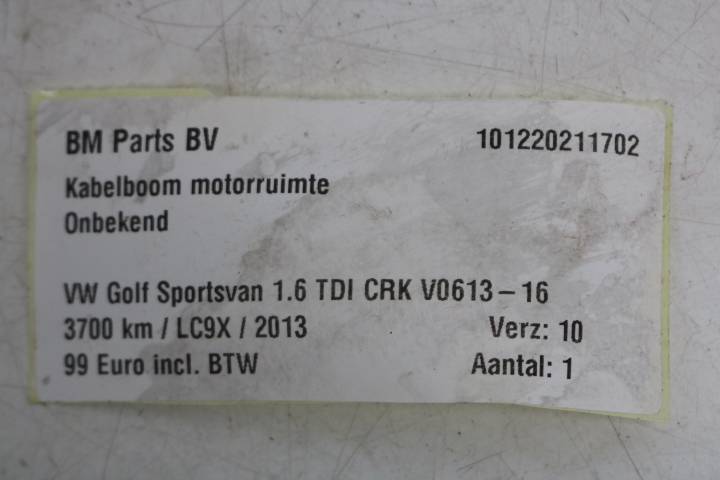 BM Parts BV 101220211702
Kabelboom motorruimte
Onbekend
VW Golf Sportsvan 1.6 TDI CRK V0613 – 16
3700 km / LC9X / 2013 Verz: 10
99 Euro incl. BTW Aantal: 1